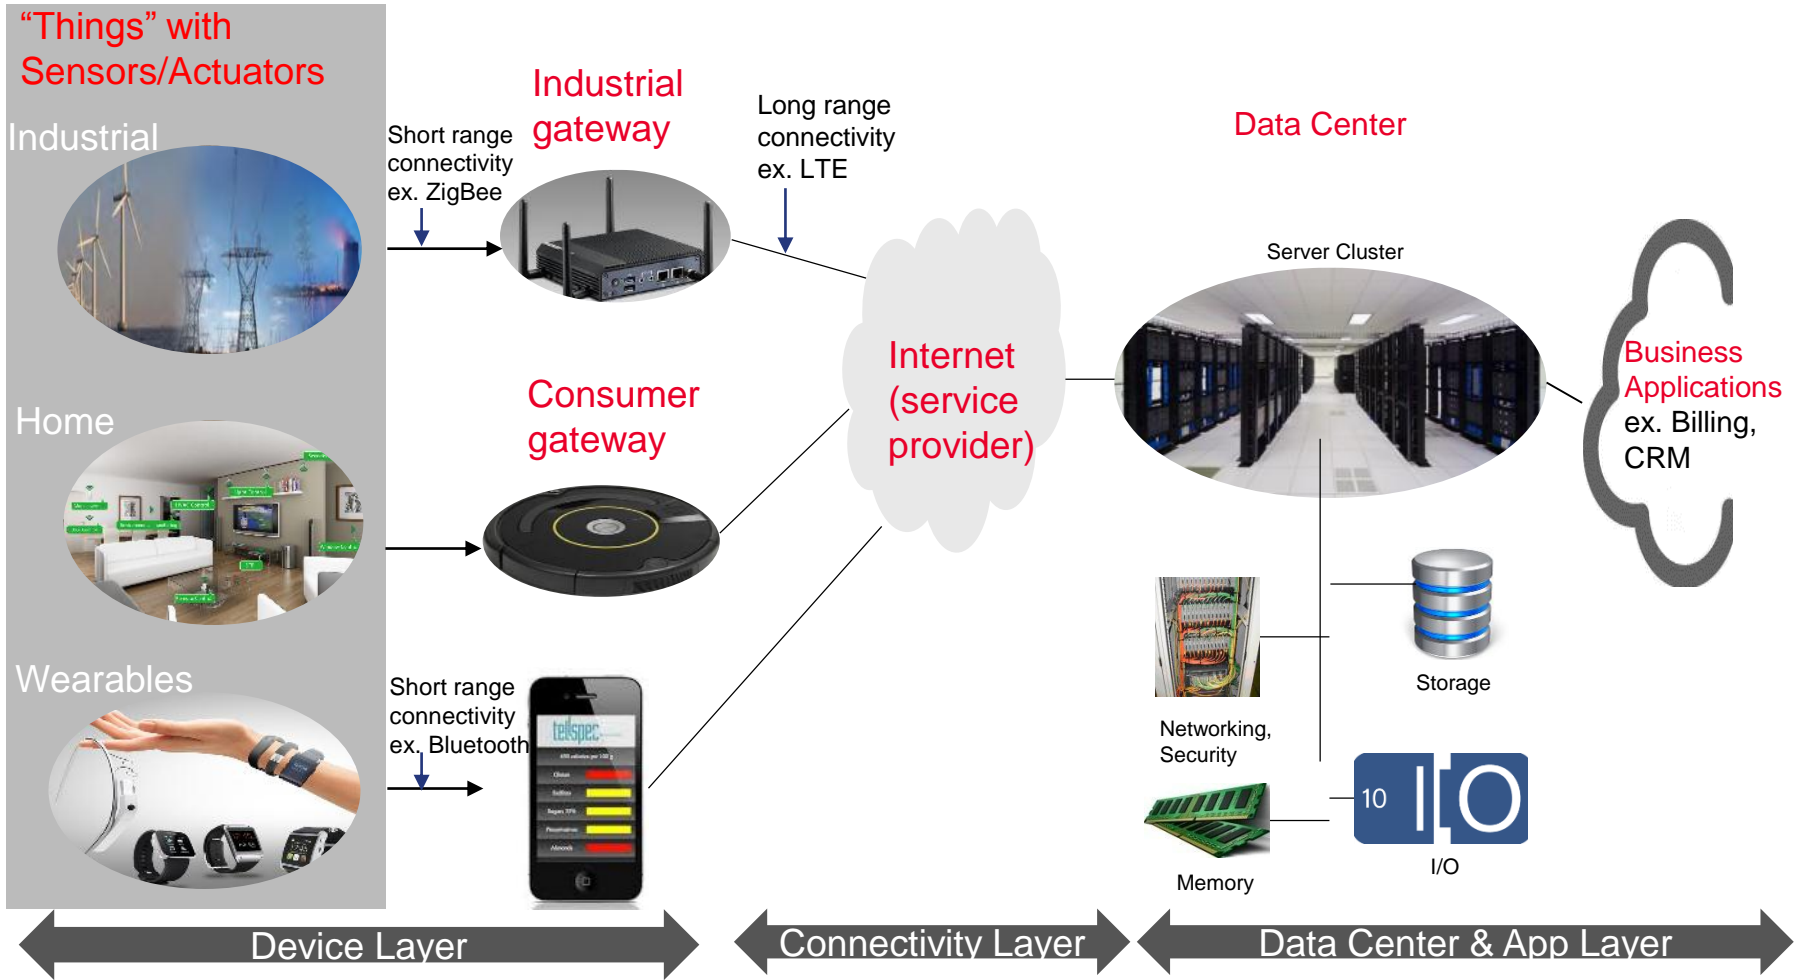 “Things” with
Sensors/Actuators
Industrial
Short range
connectivity
ex. ZigBee
Industrial
gateway
Long range
connectivity
ex. LTE
Data Center
Server Cluster
Internet
(service
provider)
Business
Applications
ex. Billing,
CRM
Home
Consumer
gateway
Wearables
Short range
connectivity
ex. Bluetooth
tellspec
Storage
Networking,
Security
Memory
10
I/O
I/O
Device Layer
Connectivity Layer
Data Center & App Layer